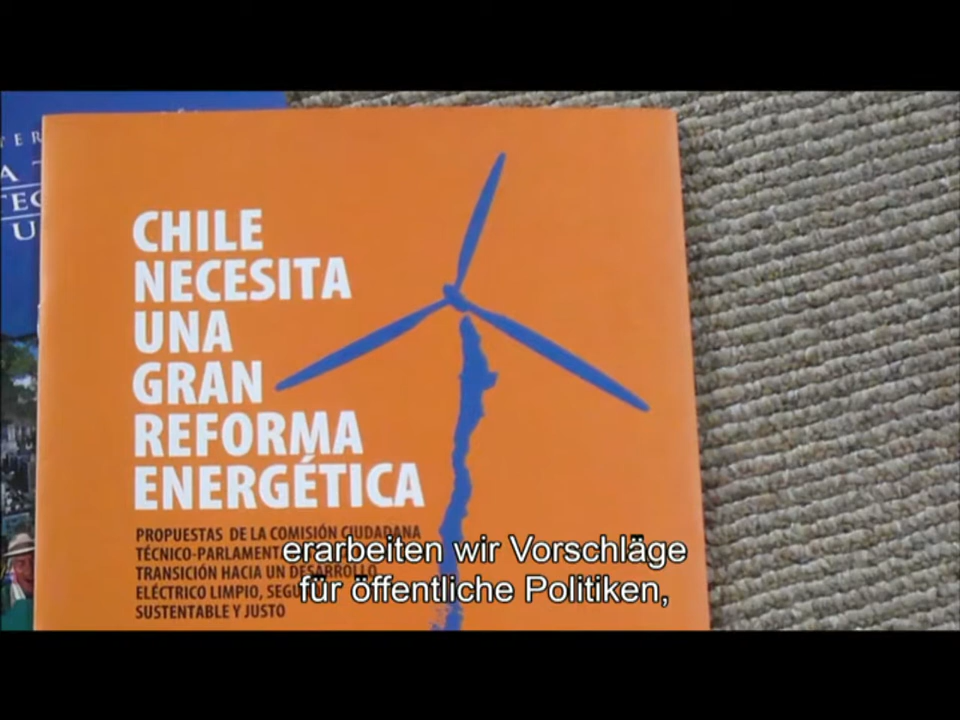 CHILE
NECESITA
UNA
GRAN
REFORMA
ENERGÉTICA
PROPUESTAS DE LA COMISIÓN CIUDADANA
TÉCNICO-PARLAMENT
TRANSICIÓN HACIA UN DESARROLLO
ELÉCTRICO LIMPIO, SEGU
SUSTENTABLE Y JUSTO
erarbeiten wir Vorschläge
für öffentliche Politiken,